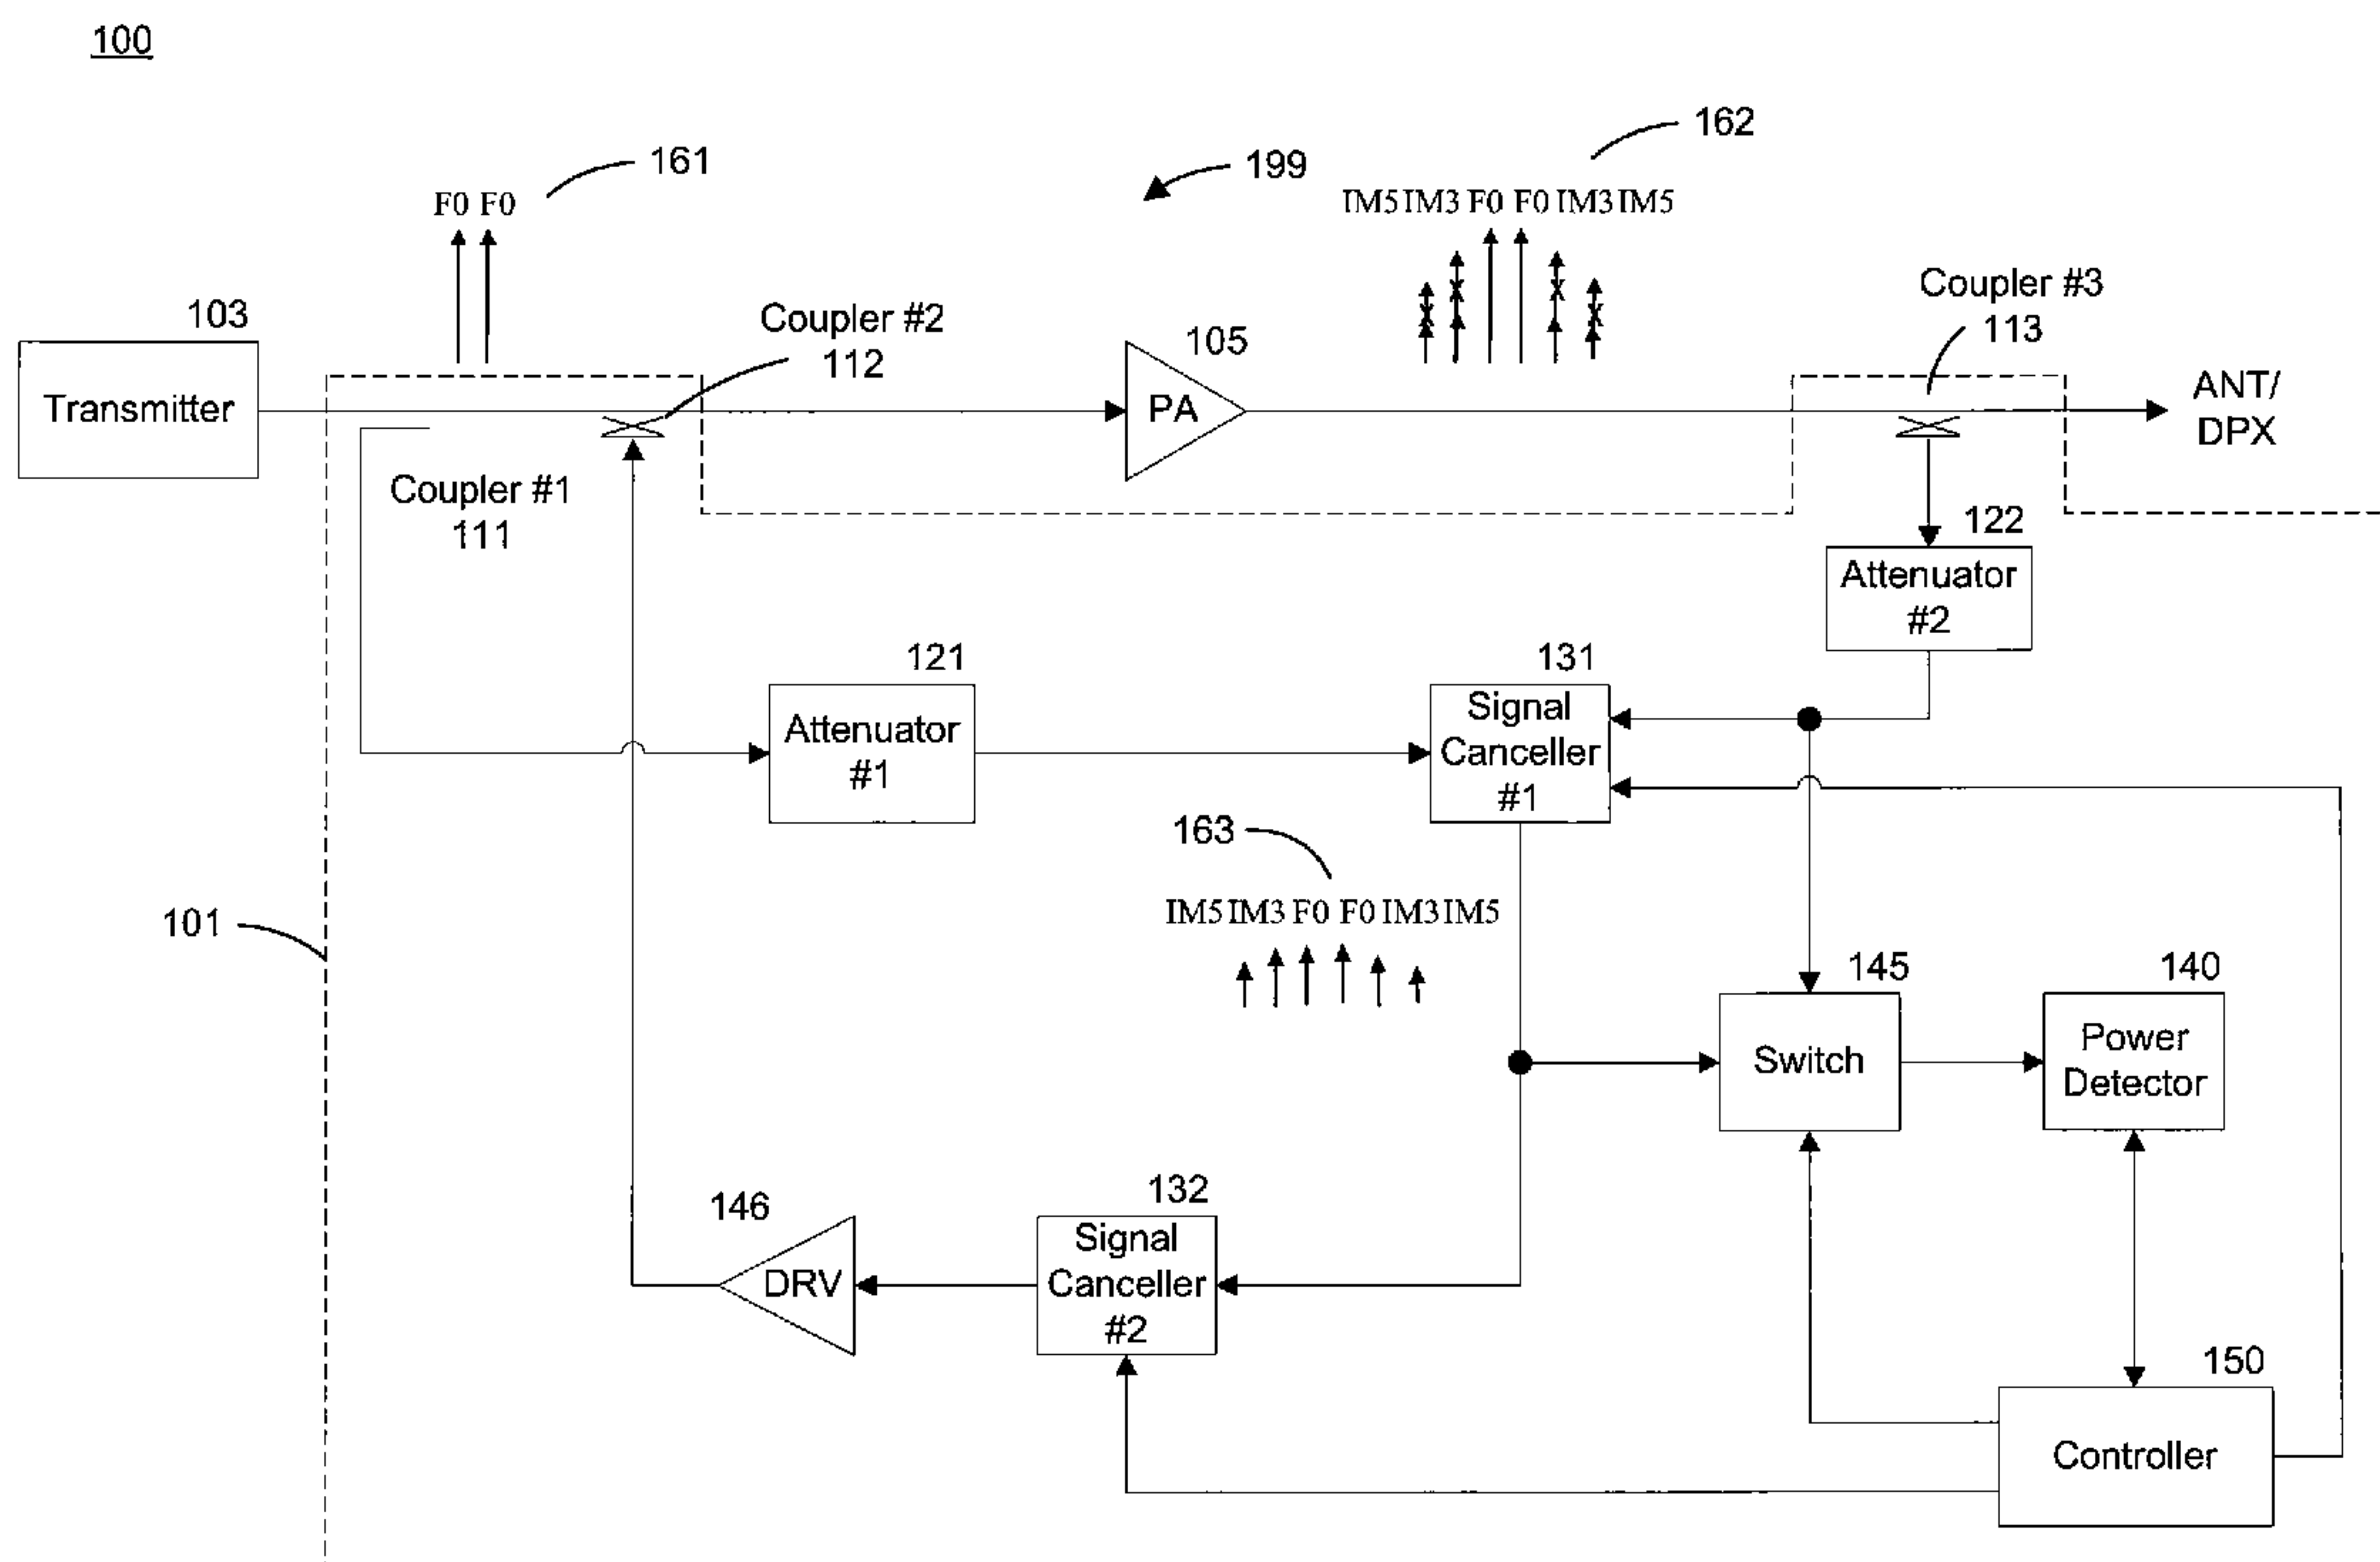 100
162
161
199
F0 F0
IM5 IM3 F0 F0 IM3 IM5
103
Coupler #2
112
105
Coupler #3
113
Transmitter
PA
ANT/
DPX
Coupler #1
111
122
Attenuator
#2
121
131
Attenuator
#1
Signal
Canceller
#1
163
IM5 IM3 F0 F0 IM3 IM5
101
145
140
Switch
Power
Detector
146
132
DRV
Signal
Canceller
#2
150
Controller